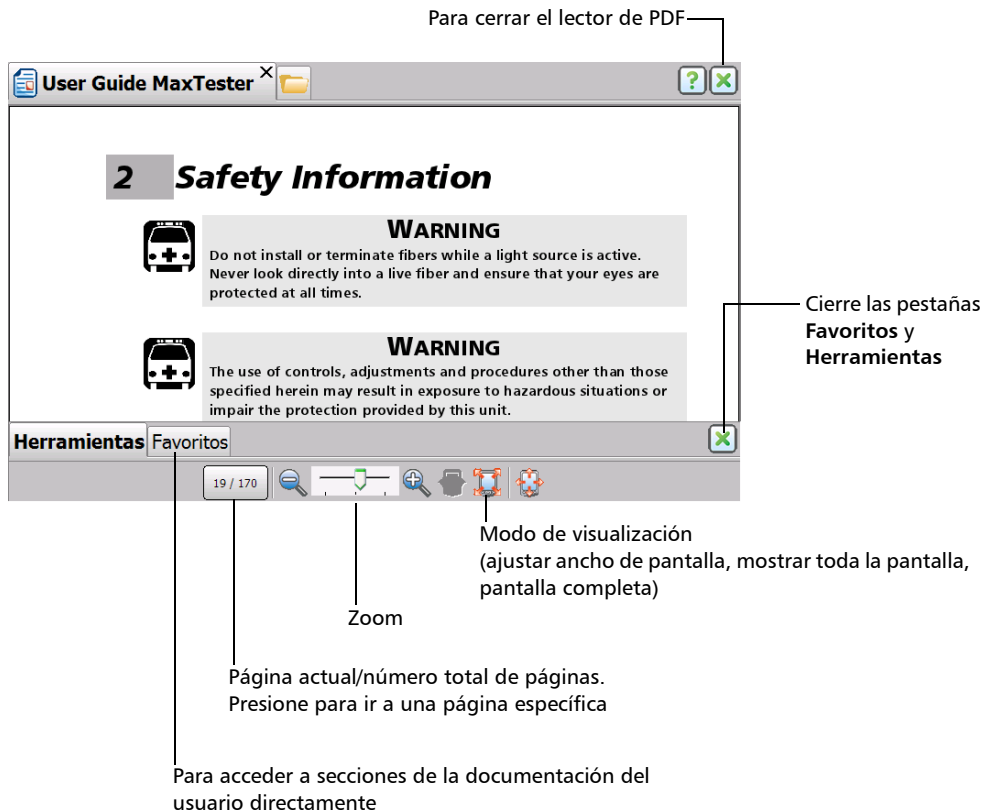 Para cerrar el lector de PDF
User Guide MaxTester
2 Safety Information
WARNING
Do not install or terminate fibers while a light source is active.
Never look directly into a live fiber and ensure that your eyes are
protected at all times.
WARNING
The use of controls, adjustments and procedures other than those
specified herein may result in exposure to hazardous situations or
impair the protection provided by this unit.
Cierre las pestañas
Favoritos y
Herramientas
Herramientas Favoritos
19 / 170
Modo de visualización
(ajustar ancho de pantalla, mostrar toda la pantalla,
pantalla completa)
Zoom
Página actual/número total de páginas.
Presione para ir a una página específica
Para acceder a secciones de la documentación del
usuario directamente